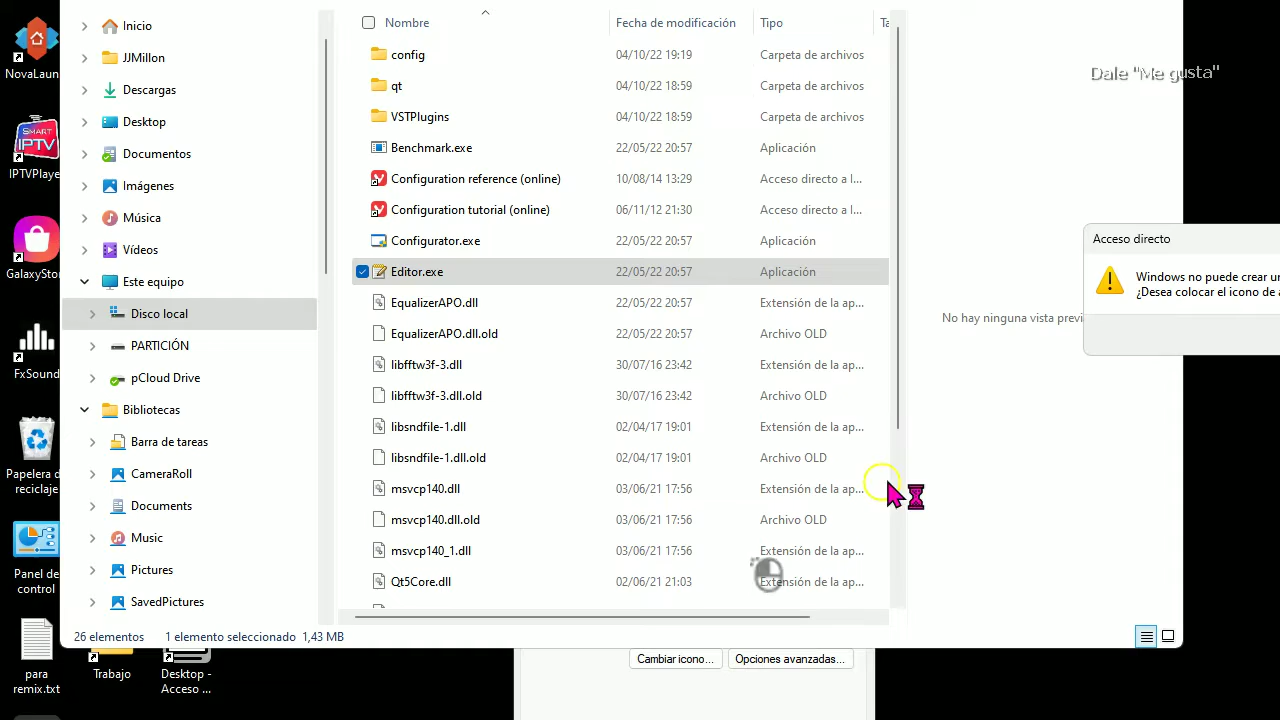 NovaLaun
SMART
IPTV
IPTVPlaye
GalaxySto
FxSound
Papelera d
reciclaje
Panel de
control
para
remix.txt
Trabajo
Desktop -
Acceso ...
Inicio
JJMillon
Descargas
Desktop
Documentos
Imágenes
Música
Vídeos
Este equipo
Disco local
PARTICIÓN
pCloud Drive
Bibliotecas
Barra de tareas
CameraRoll
Documents
Music
Pictures
SavedPictures
Nombre Fecha de modificación Tipo Ta
config 04/10/22 19:19 Carpeta de archivos
qt 04/10/22 18:59 Carpeta de archivos
VSTPlugins 04/10/22 18:59 Carpeta de archivos
Benchmark.exe 22/05/22 20:57 Aplicación
Configuration reference (online) 10/08/14 13:29 Acceso directo a I...
Configuration tutorial (online) 06/11/12 21:30 Acceso directo a I...
Configurator.exe 22/05/22 20:57 Aplicación
Editor.exe 22/05/22 20:57 Aplicación
EqualizerAPO.dll 22/05/22 20:57 Extensión de la ap...
EqualizerAPO.dll.old 22/05/22 20:57 Archivo OLD
libfftw3f-3.dll 30/07/16 23:42 Extensión de la ap...
libfftw3f-3.dll.old 30/07/16 23:42 Archivo OLD
libsndfile-1.dll 02/04/17 19:01 Extensión de la ap...
libsndfile-1.dll.old 02/04/17 19:01 Archivo OLD
msvcp140.dll 03/06/21 17:56 Extensión de la ap...
msvcp140.dll.old 03/06/21 17:56 Archivo OLD
msvcp140_1.dll 03/06/21 17:56 Extensión de la ap...
Qt5Core.dll 02/06/21 21:03 Extensión de la ap...
26 elementos 1 elemento seleccionado 1,43 MB
No hay ninguna vista previ
Dale "Me gusta"
Acceso directo
Windows no puede crear un
¿Desea colocar el icono de a
Cambiar icono... Opciones avanzadas...